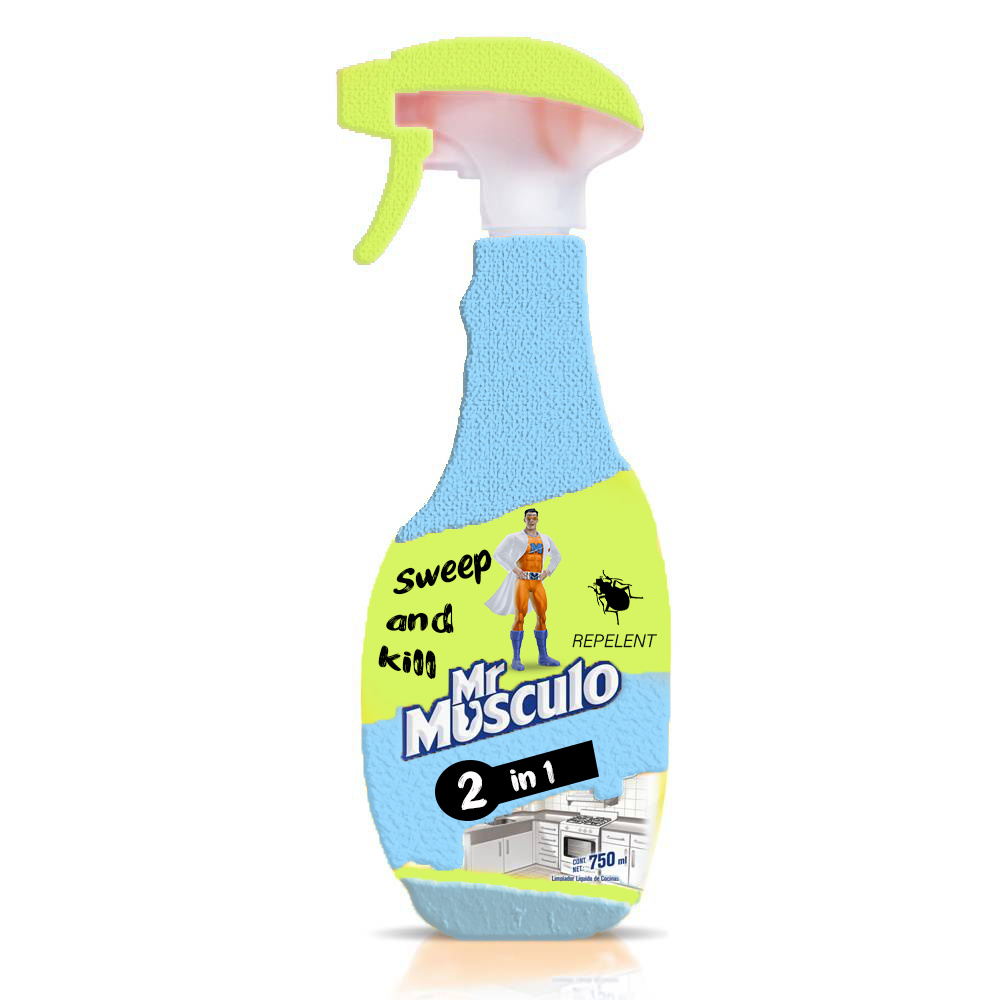 Sweep
and
kill
REPELENT
Mr
Musculo
2 in 1
CONT.
NET.: 750 ml
Limpiador Líquido de Cocinas